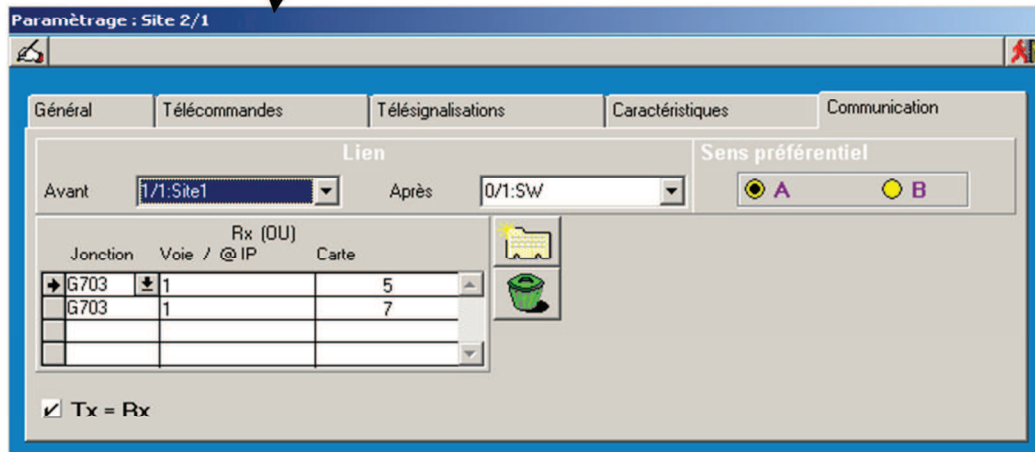 Paramètrage : Site 2/1
Général Télécommandes Télésignalisations Caractéristiques Communication
Lien Sens préférentiel
Avant 1/1:Site1 Après 0/1:SW A B
Rx (OU)
Jonction Voie / @ IP Carte
G703 1 5
G703 1 7
Tx = Rx